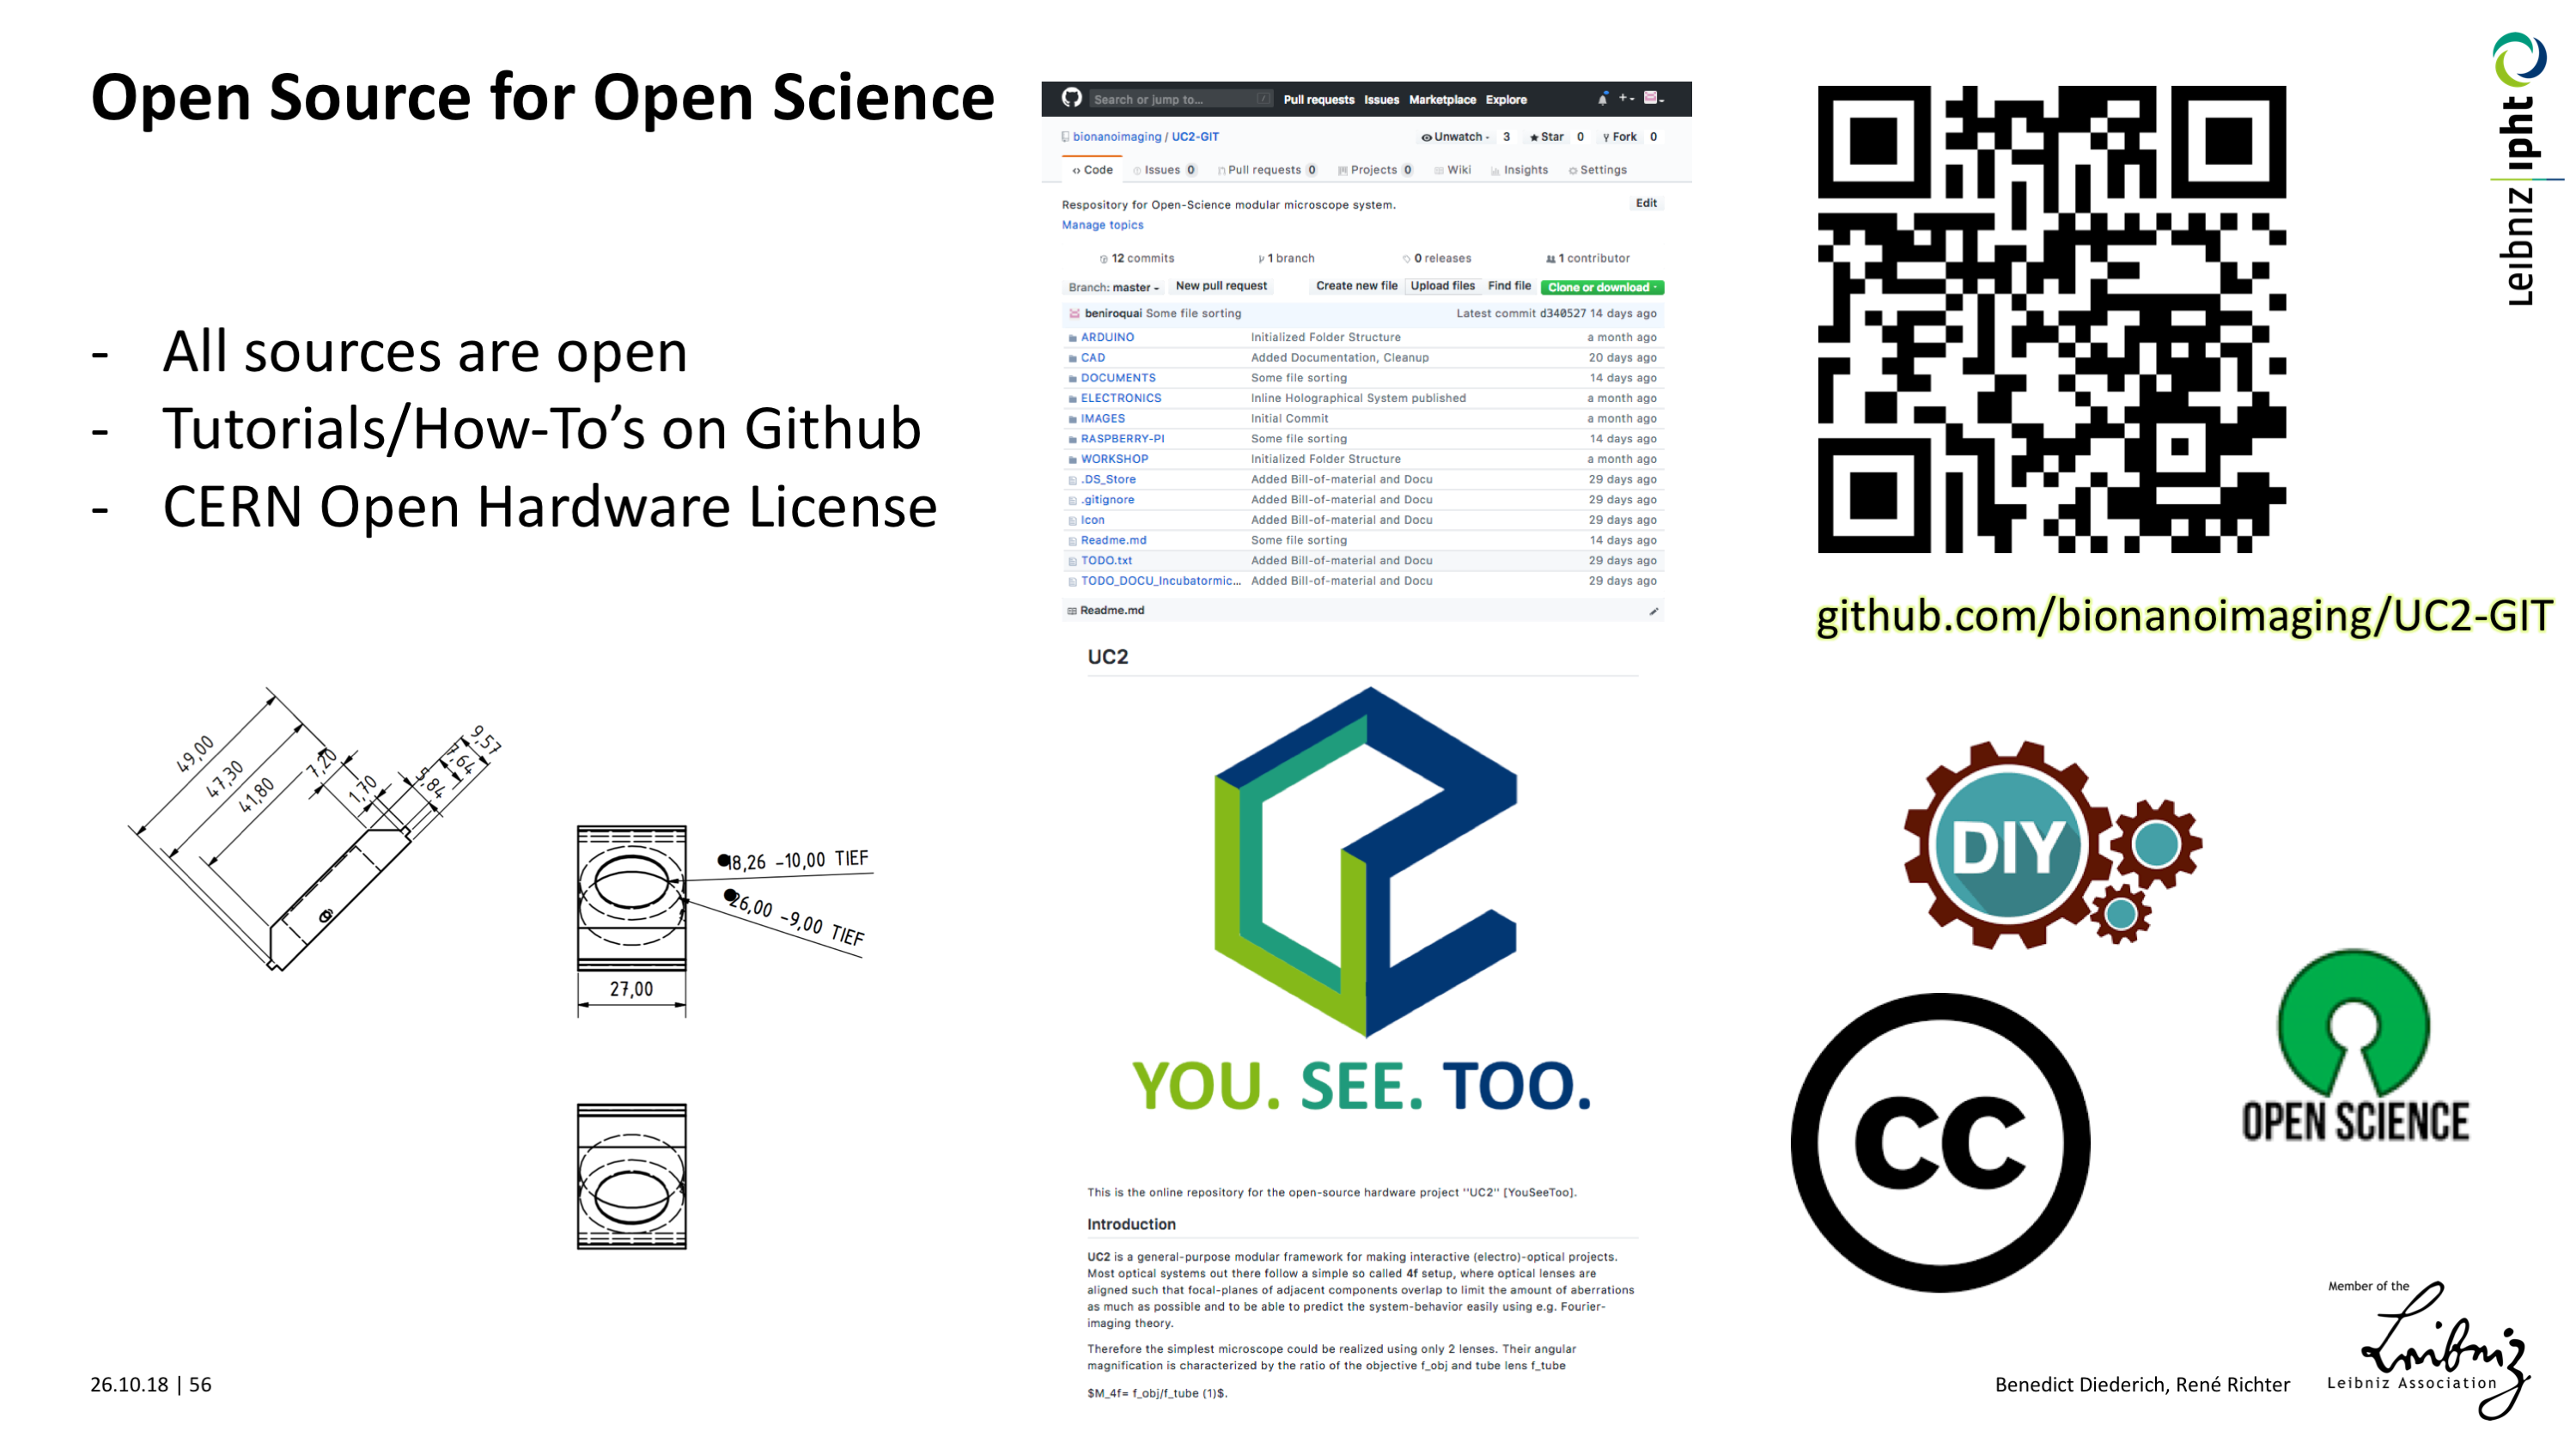 Open Source for Open Science
- All sources are open
- Tutorials/How-To’s on Github
- CERN Open Hardware License
49,00
47,30
41,80
7,20
1,70
5,84
7,64
9,57
18,26 -10,00 TIEF
26,00 -9,00 TIEF
27,00
26.10.18 | 56
Search or jump to... /
Pull requests Issues Marketplace Explore
bionanoimaging / UC2-GIT
Unwatch 3 Star 0 Fork 0
Code Issues 0 Pull requests 0 Projects 0 Wiki Insights Settings
Respository for Open-Science modular microscope system. Edit
Manage topics
12 commits 1 branch 0 releases 1 contributor
Branch: master New pull request Create new file Upload files Find file Clone or download
beniroquai Some file sorting Latest commit d340527 14 days ago
ARDUINO Initialized Folder Structure a month ago
CAD Added Documentation, Cleanup 20 days ago
DOCUMENTS Some file sorting 14 days ago
ELECTRONICS Inline Holographical System published a month ago
IMAGES Initial Commit a month ago
RASPBERRY-PI Some file sorting 14 days ago
WORKSHOP Initialized Folder Structure a month ago
.DS_Store Added Bill-of-material and Docu 29 days ago
.gitignore Added Bill-of-material and Docu 29 days ago
Icon Added Bill-of-material and Docu 29 days ago
Readme.md Some file sorting 14 days ago
TODO.txt Added Bill-of-material and Docu 29 days ago
TODO_DOCU_Incubatormic... Added Bill-of-material and Docu 29 days ago
Readme.md
UC2
YOU. SEE. TOO.
This is the online repository for the open-source hardware project ''UC2'' [YouSeeToo].
Introduction
UC2 is a general-purpose modular framework for making interactive (electro)-optical projects.
Most optical systems out there follow a simple so called 4f setup, where optical lenses are
aligned such that focal-planes of adjacent components overlap to limit the amount of aberrations
as much as possible and to be able to predict the system-behavior easily using e.g. Fourier-
imaging theory.
Therefore the simplest microscope could be realized using only 2 lenses. Their angular
magnification is characterized by the ratio of the objective f_obj and tube lens f_tube
$M_4f= f_obj/f_tube (1)$.
github.com/bionanoimaging/UC2-GIT
DIY
OPEN SCIENCE
CC
Leibniz ipht
Benedict Diederich, René Richter
Member of the
Leibniz
Leibniz Association